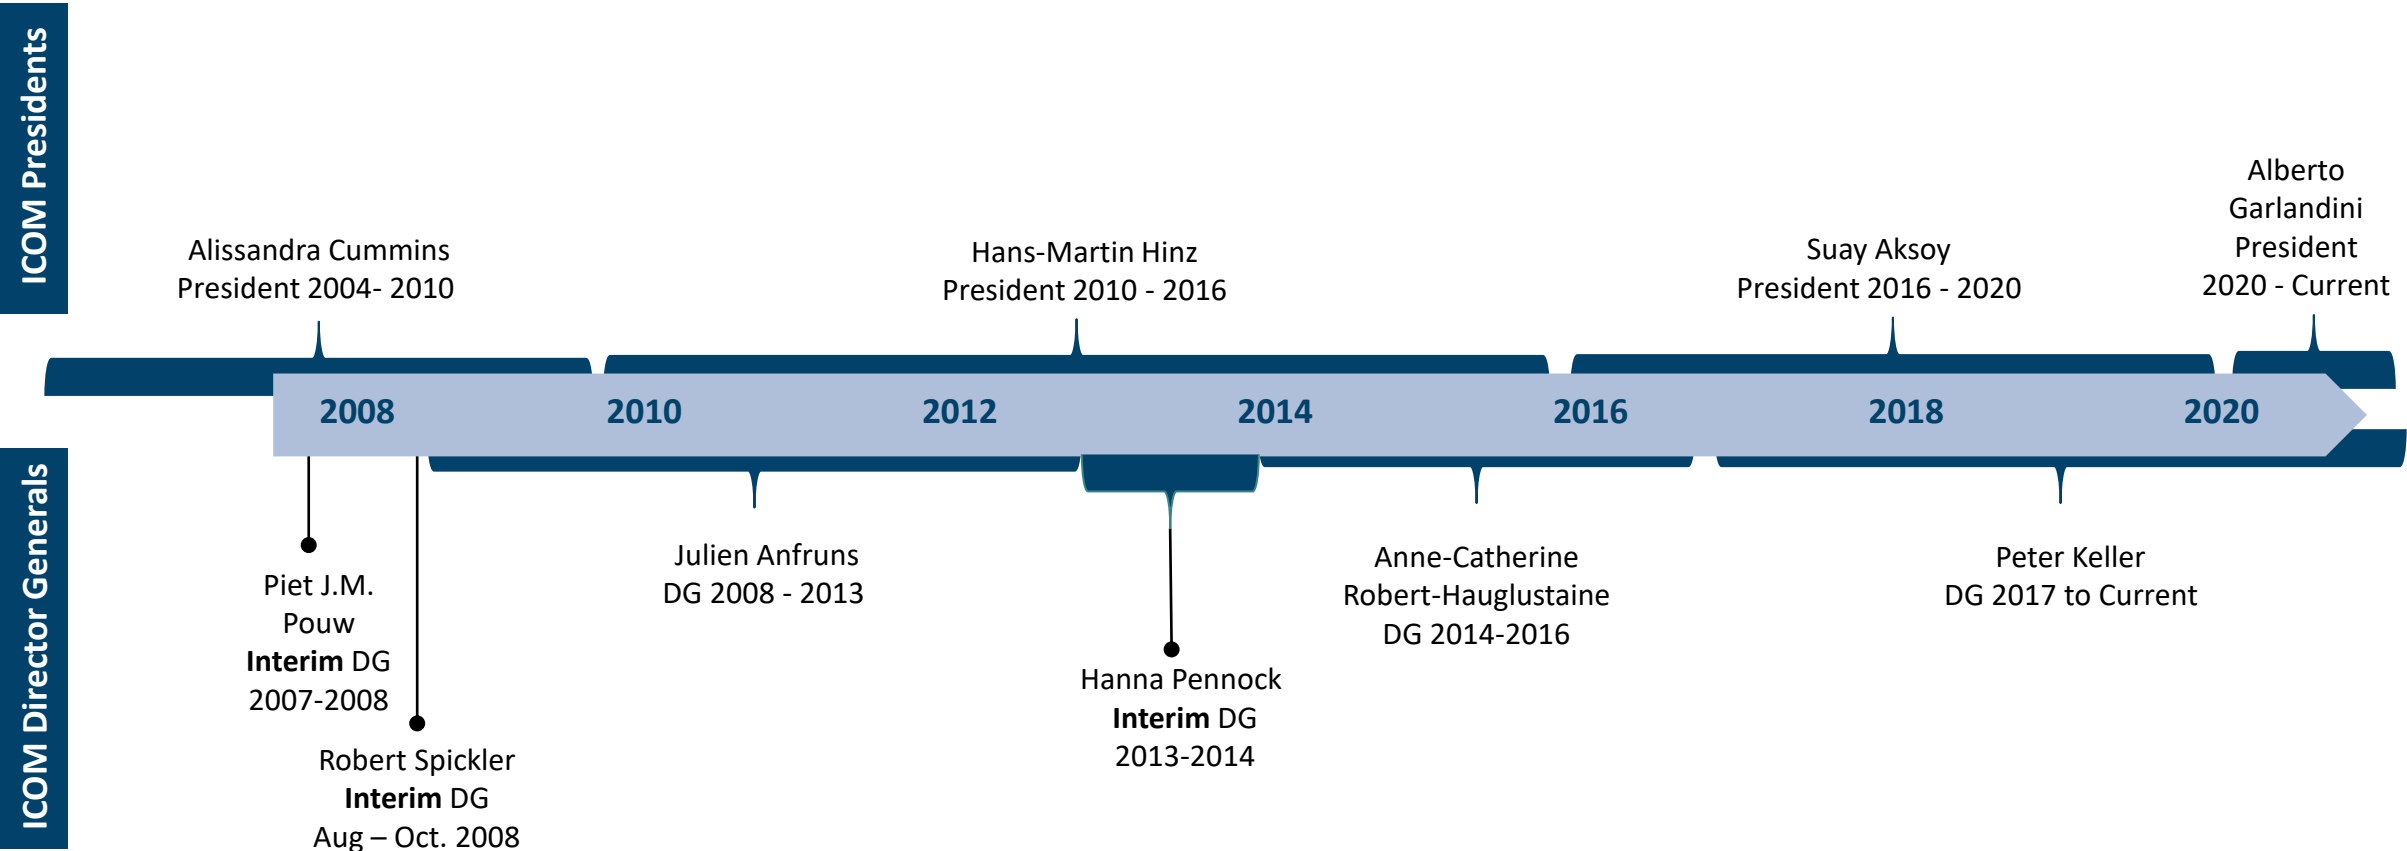 ICOM Presidents
Alissandra Cummins
President 2004- 2010
Hans-Martin Hinz
President 2010 - 2016
Suay Aksoy
President 2016 - 2020
Alberto
Garlandini
President
2020 - Current
2008
2010
2012
2014
2016
2018
2020
ICOM Director Generals
Piet J.M.
Pouw
Interim DG
2007-2008
Robert Spickler
Interim DG
Aug – Oct. 2008
Julien Anfruns
DG 2008 - 2013
Hanna Pennock
Interim DG
2013-2014
Anne-Catherine
Robert-Hauglustaine
DG 2014-2016
Peter Keller
DG 2017 to Current